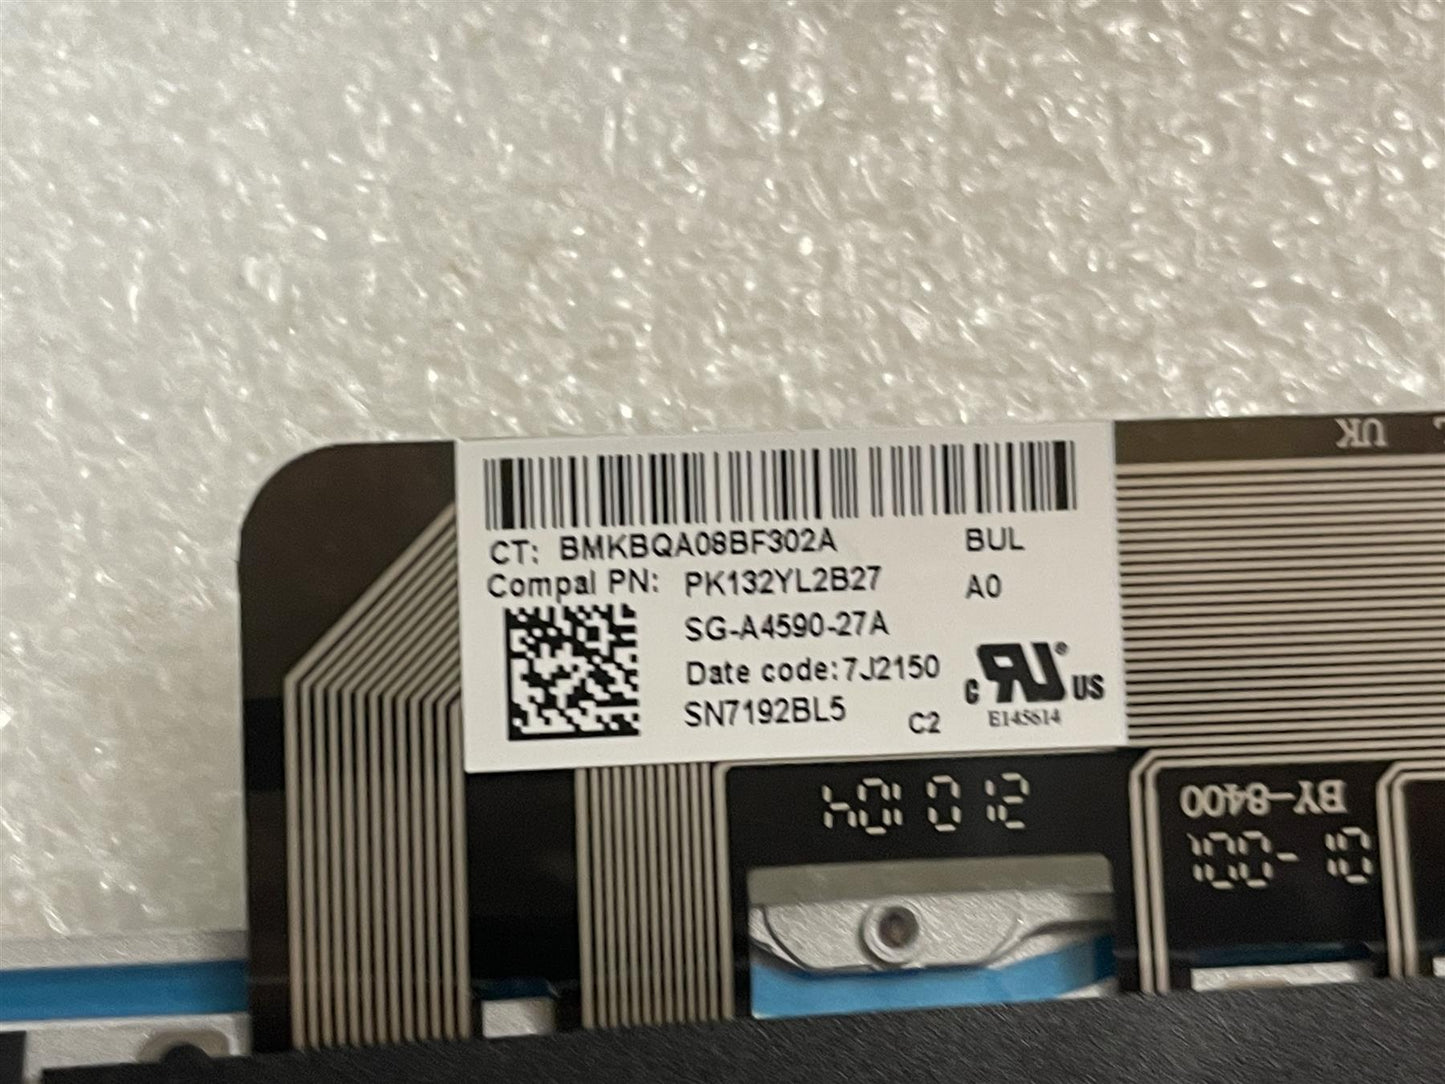 UK
CT: BMKBQA08BF302A BUL
Compal PN: PK132YL2B27 A0
SG-A4590-27A
Date code:7J2150
SN7192BL5 C2
c RU ® US
E145614
BY-8400